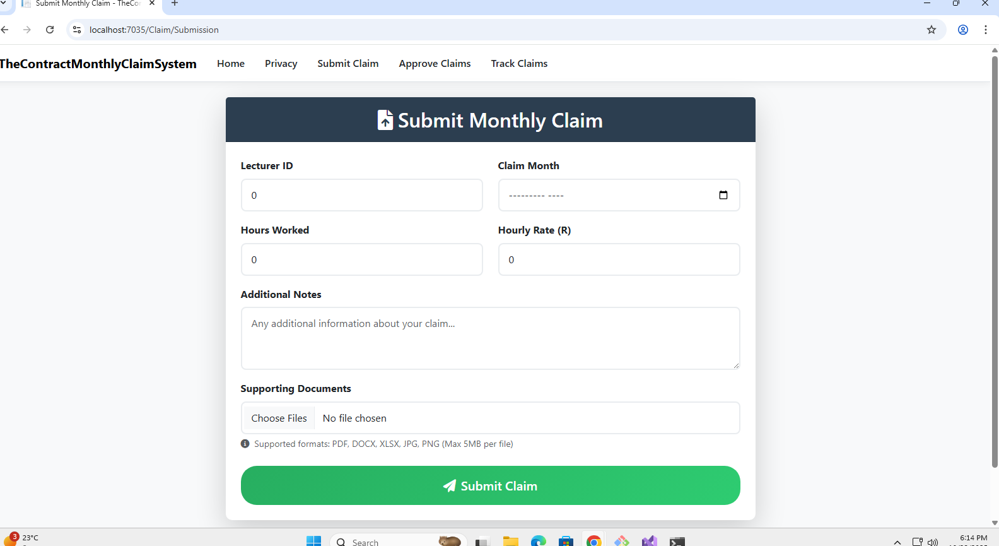 Submit Monthly Claim - TheCo
localhost:7035/Claim/Submission
TheContractMonthlyClaimSystem Home Privacy Submit Claim Approve Claims Track Claims
Submit Monthly Claim
Lecturer ID Claim Month
0 --------- ----
Hours Worked Hourly Rate (R)
0 0
Additional Notes
Any additional information about your claim...
Supporting Documents
Choose Files No file chosen
Supported formats: PDF, DOCX, XLSX, JPG, PNG (Max 5MB per file)
Submit Claim
3 23°C Search 6:14 PM